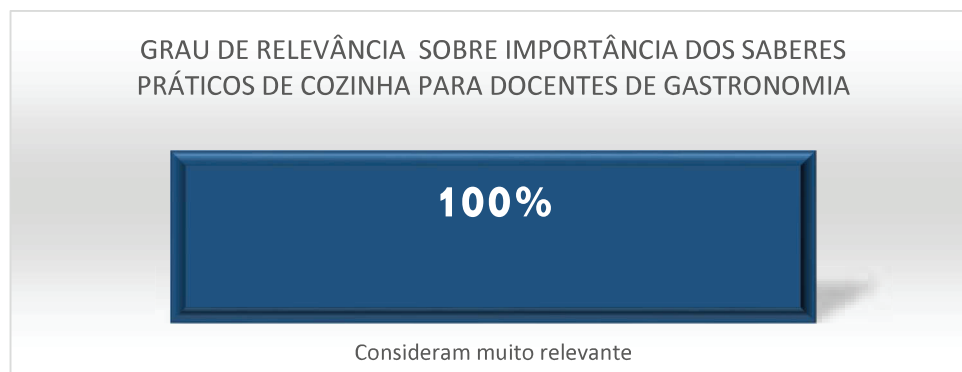 GRAU DE RELEVÂNCIA SOBRE IMPORTÂNCIA DOS SABERES
PRÁTICOS DE COZINHA PARA DOCENTES DE GASTRONOMIA
100%
Consideram muito relevante